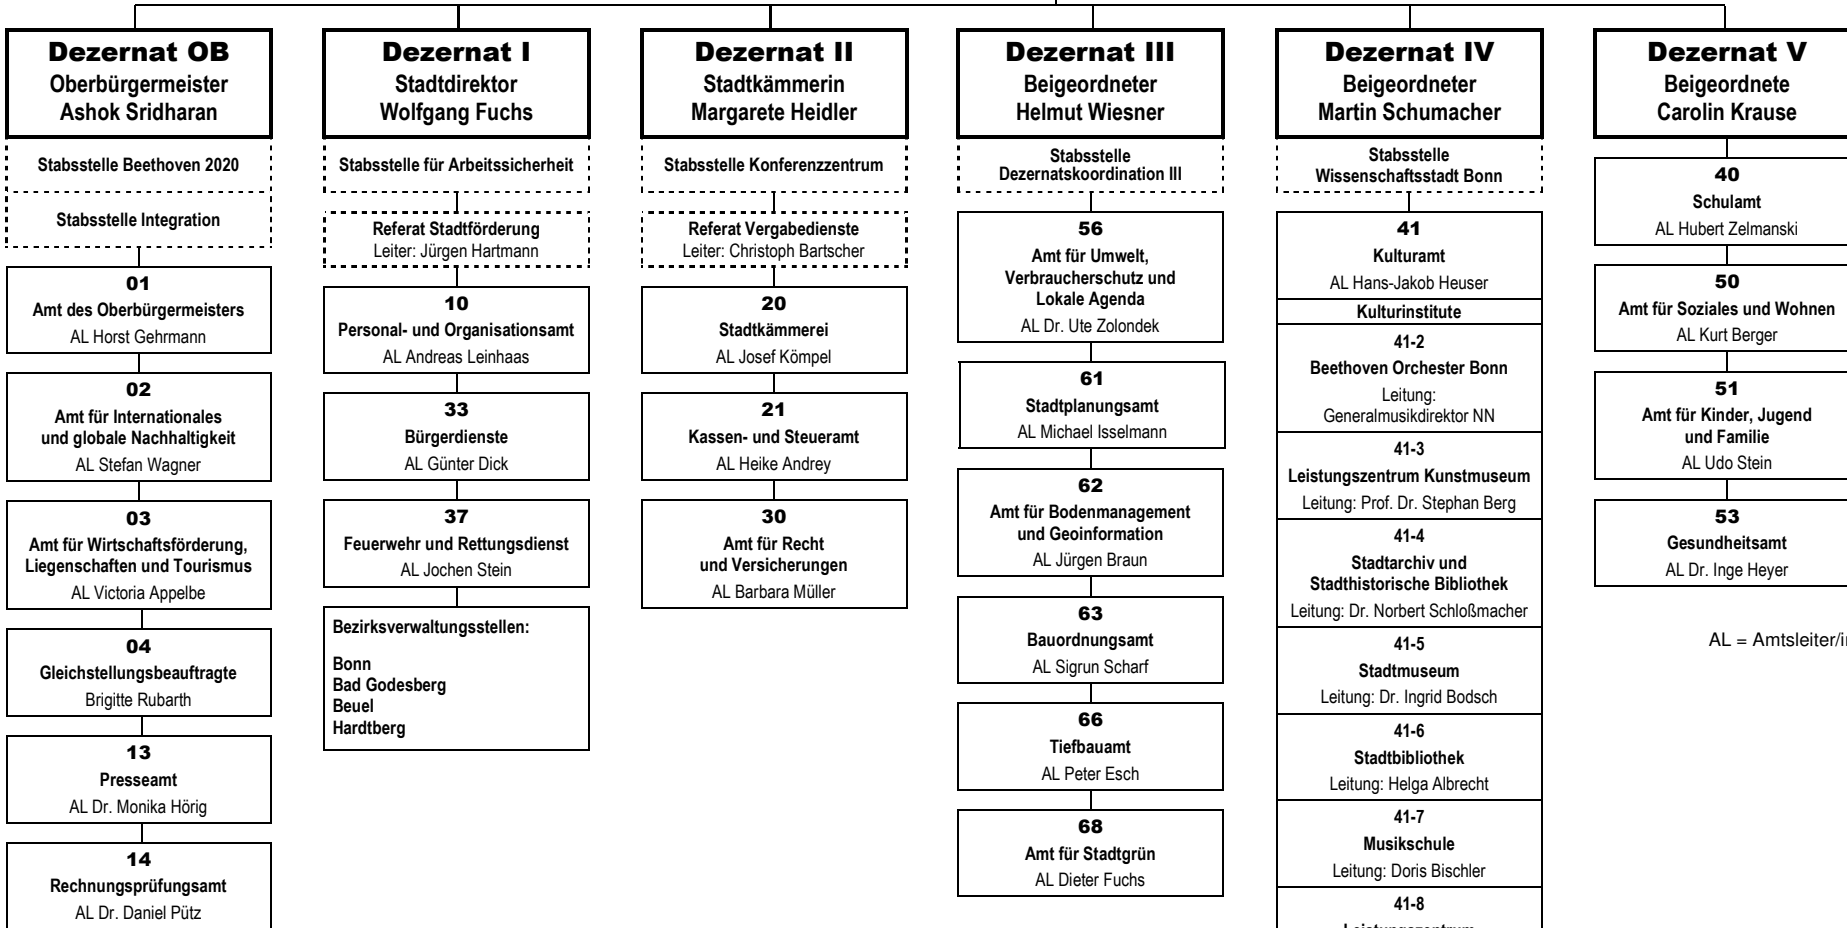 Dezernat OB
Oberbürgermeister
Ashok Sridharan
Stabsstelle Beethoven 2020
Stabsstelle Integration
01
Amt des Oberbürgermeisters
AL Horst Gehrmann
02
Amt für Internationales
und globale Nachhaltigkeit
AL Stefan Wagner
03
Amt für Wirtschaftsförderung,
Liegenschaften und Tourismus
AL Victoria Appelbe
04
Gleichstellungsbeauftragte
Brigitte Rubarth
13
Presseamt
AL Dr. Monika Hörig
14
Rechnungsprüfungsamt
AL Dr. Daniel Pütz
Dezernat I
Stadtdirektor
Wolfgang Fuchs
Stabsstelle für Arbeitssicherheit
Referat Stadtförderung
Leiter: Jürgen Hartmann
10
Personal- und Organisationsamt
AL Andreas Leinhaas
33
Bürgerdienste
AL Günter Dick
37
Feuerwehr und Rettungsdienst
AL Jochen Stein
Bezirksverwaltungsstellen:
Bonn
Bad Godesberg
Beuel
Hardtberg
Dezernat II
Stadtkämmerin
Margarete Heidler
Stabsstelle Konferenzzentrum
Referat Vergabedienste
Leiter: Christoph Bartscher
20
Stadtkämmerei
AL Josef Kömpel
21
Kassen- und Steueramt
AL Heike Andrey
30
Amt für Recht
und Versicherungen
AL Barbara Müller
Dezernat III
Beigeordneter
Helmut Wiesner
Stabsstelle
Dezernatskoordination III
56
Amt für Umwelt,
Verbraucherschutz und
Lokale Agenda
AL Dr. Ute Zolondek
61
Stadtplanungsamt
AL Michael Isselmann
62
Amt für Bodenmanagement
und Geoinformation
AL Jürgen Braun
63
Bauordnungsamt
AL Sigrun Scharf
66
Tiefbauamt
AL Peter Esch
68
Amt für Stadtgrün
AL Dieter Fuchs
Dezernat IV
Beigeordneter
Martin Schumacher
Stabsstelle
Wissenschaftsstadt Bonn
41
Kulturamt
AL Hans-Jakob Heuser
Kulturinstitute
41-2
Beethoven Orchester Bonn
Leitung:
Generalmusikdirektor NN
41-3
Leistungszentrum Kunstmuseum
Leitung: Prof. Dr. Stephan Berg
41-4
Stadtarchiv und
Stadthistorische Bibliothek
Leitung: Dr. Norbert Schloßmacher
41-5
Stadtmuseum
Leitung: Dr. Ingrid Bodsch
41-6
Stadtbibliothek
Leitung: Helga Albrecht
41-7
Musikschule
Leitung: Doris Bischler
41-8
Leistungszentrum
Dezernat V
Beigeordnete
Carolin Krause
40
Schulamt
AL Hubert Zelmanski
50
Amt für Soziales und Wohnen
AL Kurt Berger
51
Amt für Kinder, Jugend
und Familie
AL Udo Stein
53
Gesundheitsamt
AL Dr. Inge Heyer
AL = Amtsleiter/i